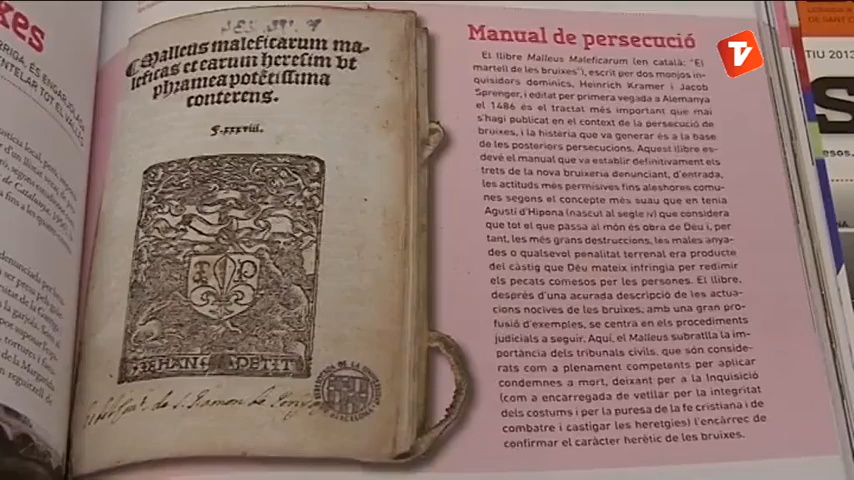 xes
Malleus maleficarum ma-
leficas et earum heresim vt
phramea potētissima
conterens.
JEHAN PETIT
Manual de persecució
El llibre Malleus Maleficarum (en català: "El
martell de les bruixes"), escrit per dos monjos in-
quisidors dominics, Heinrich Kramer i Jacob
Sprenger, i editat per primera vegada a Alemanya
el 1486 és el tractat més important que mai
s'hagi publicat en el context de la persecució de
bruixes, i la histèria que va generar és a la base
de les posteriors persecucions. Aquest llibre es-
devé el manual que va establir definitivament els
trets de la nova bruixeria denunciant, d'entrada,
les actituds més permisives fins aleshores comu-
nes segons el concepte més suau que en tenia
Agustí d'Hipona (nascut al segle iv) que considera
que tot el que passa al món és obra de Déu i, per
tant, les més grans destruccions, les males anya-
des o qualsevol penalitat terrenal era producte
del càstig que Déu mateix infringia per redimir
els pecats comesos per les persones. El llibre,
després d'una acurada descripció de les actua-
cions nocives de les bruixes, amb una gran pro-
fusió d'exemples, se centra en els procediments
judicials a seguir. Aquí, el Malleus subratlla la im-
portància dels tribunals civils, que són conside-
rats com a plenament competents per aplicar
condemnes a mort, deixant per a la Inquisició
(com a encarregada de vetllar per la integritat
dels costums i per la puresa de la fe cristiana i de
combatre i castigar les heretgies) l'encàrrec de
confirmar el caràcter herètic de les bruixes.
T
TIU 2012